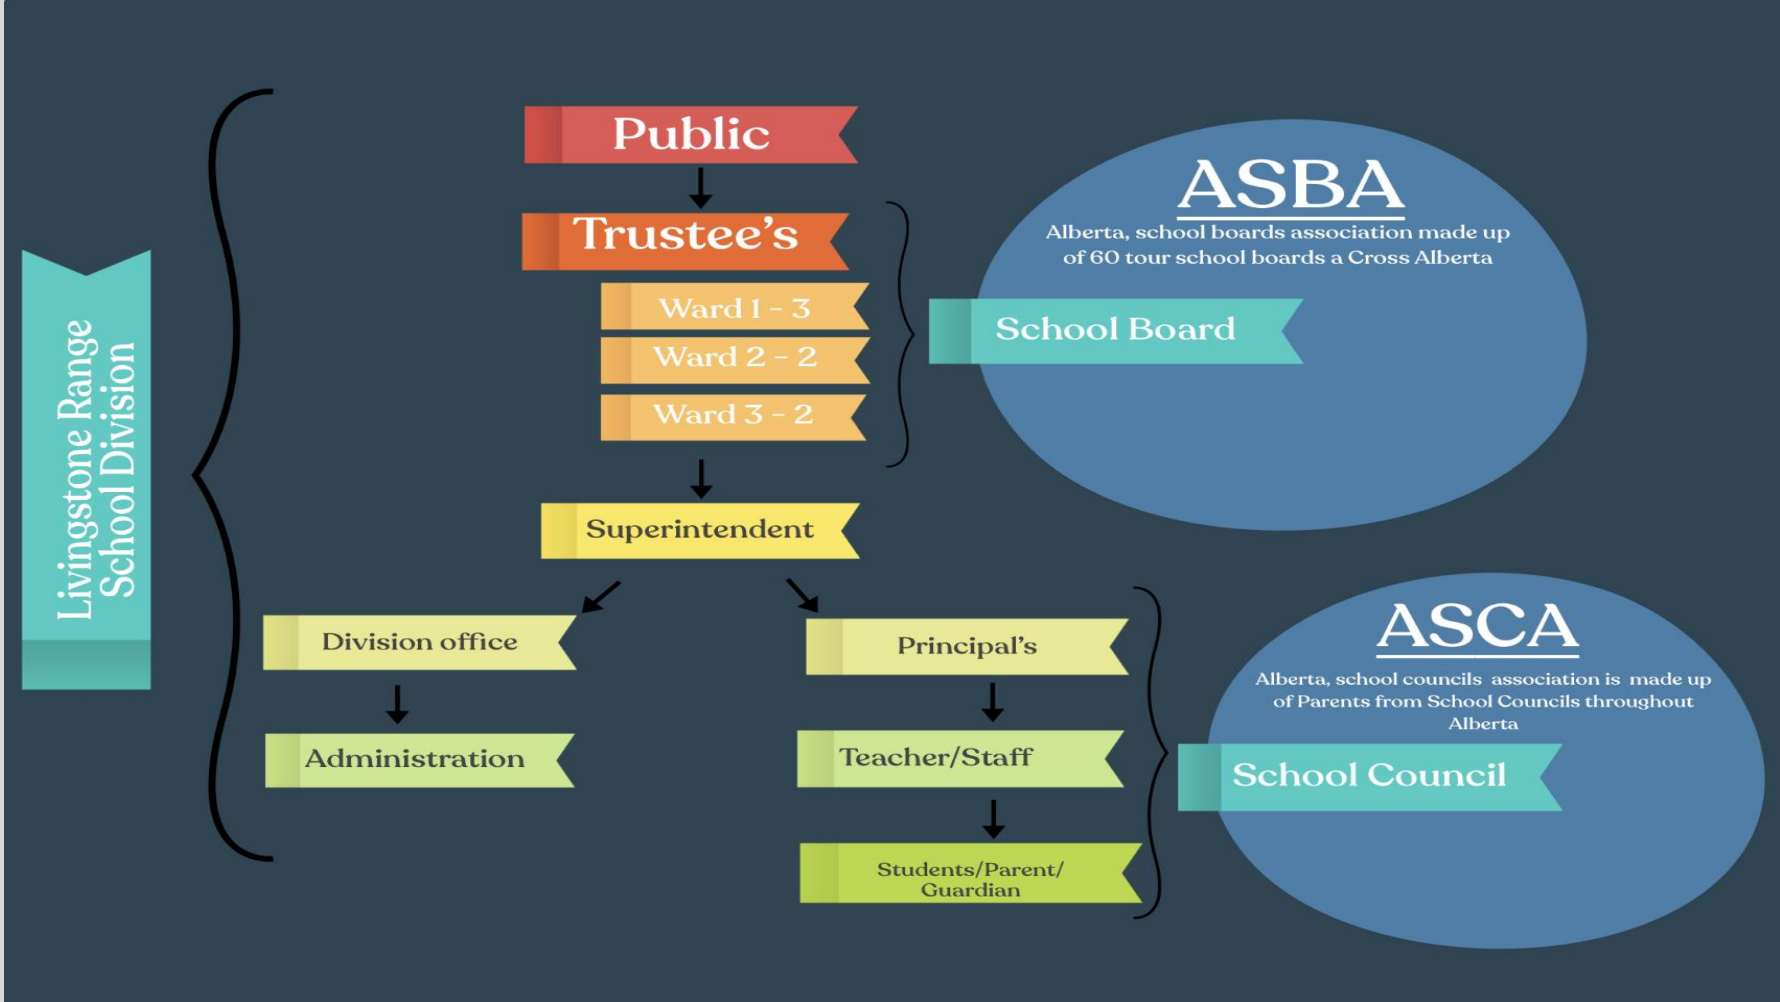 Livingstone Range
School Division
Public
Trustee's
Ward 1 - 3
Ward 2 - 2
Ward 3 - 2
Superintendent
Division office
Administration
Principal's
Teacher/Staff
Students/Parent/
Guardian
ASBA
Alberta, school boards association made up
of 60 tour school boards a Cross Alberta
School Board
ASCA
Alberta, school councils association is made up
of Parents from School Councils throughout
Alberta
School Council